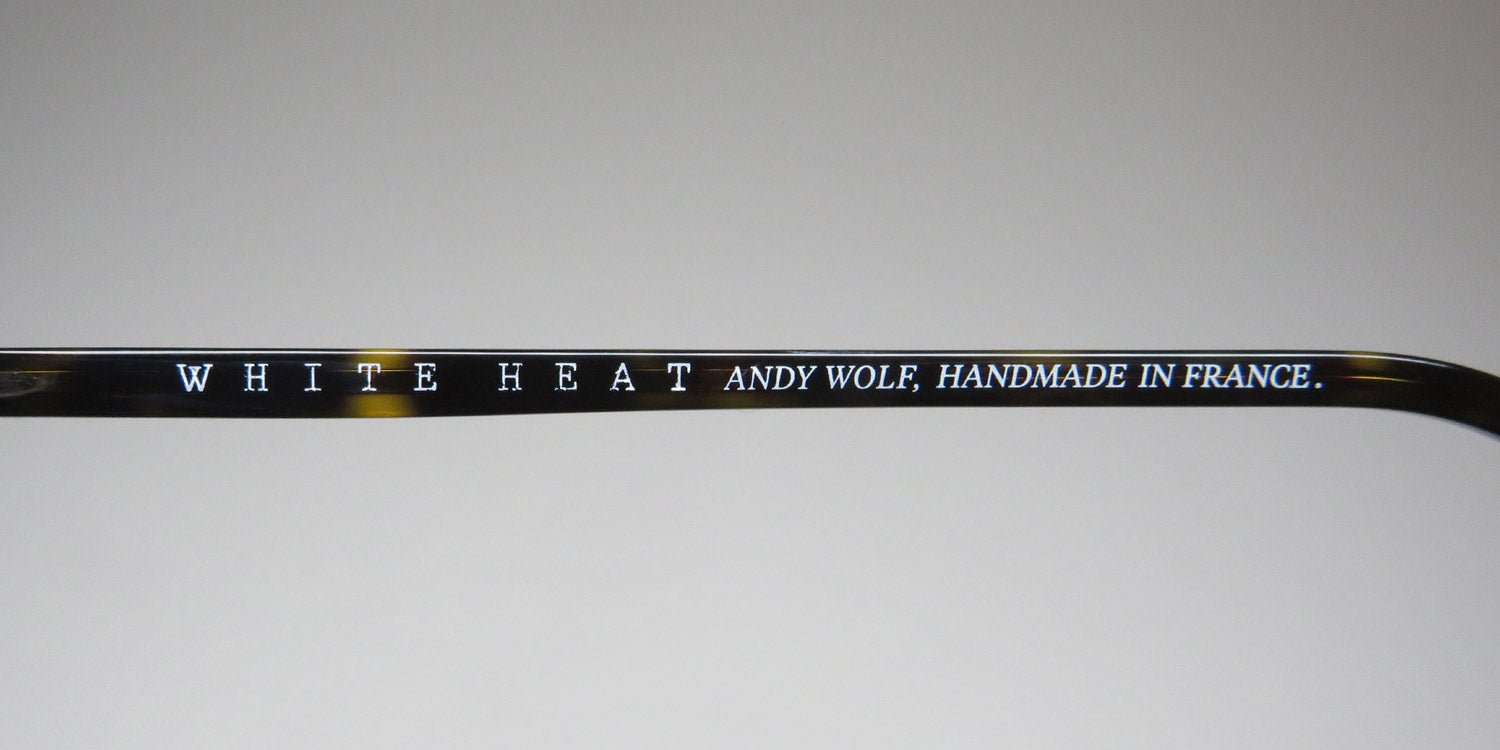 WHITE HEAT ANDY WOLF, HANDMADE IN FRANCE.